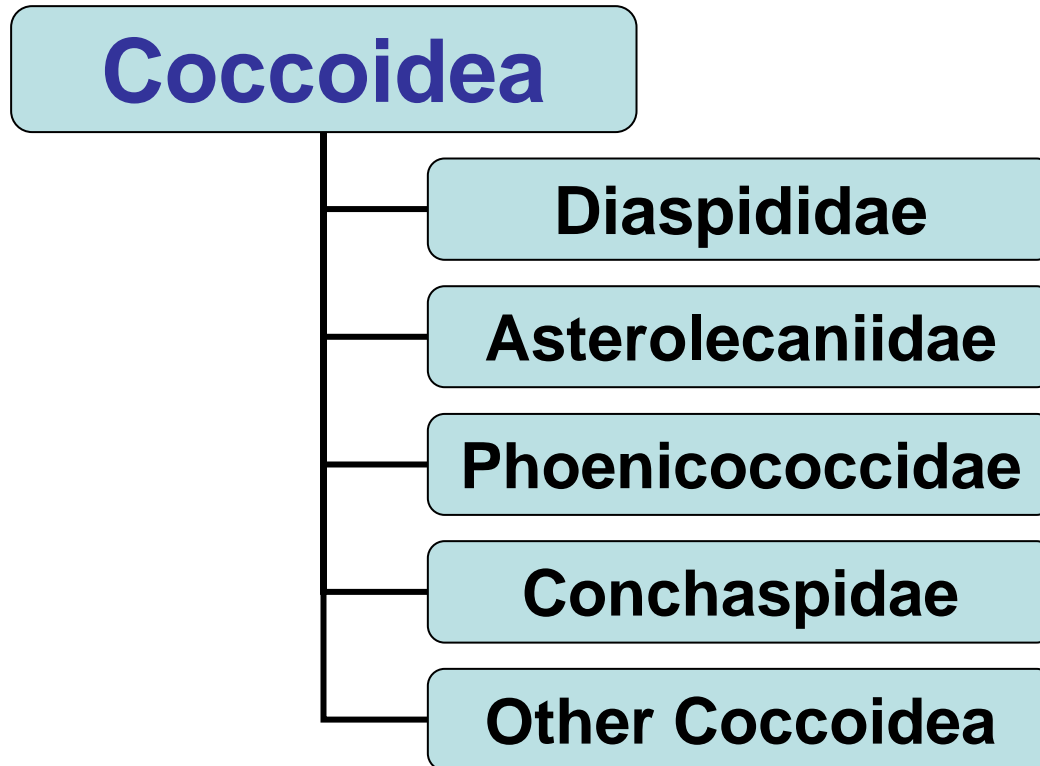 Coccoidea
Diaspididae
Asterolecaniidae
Phoenicococcidae
Conchaspidae
Other Coccoidea